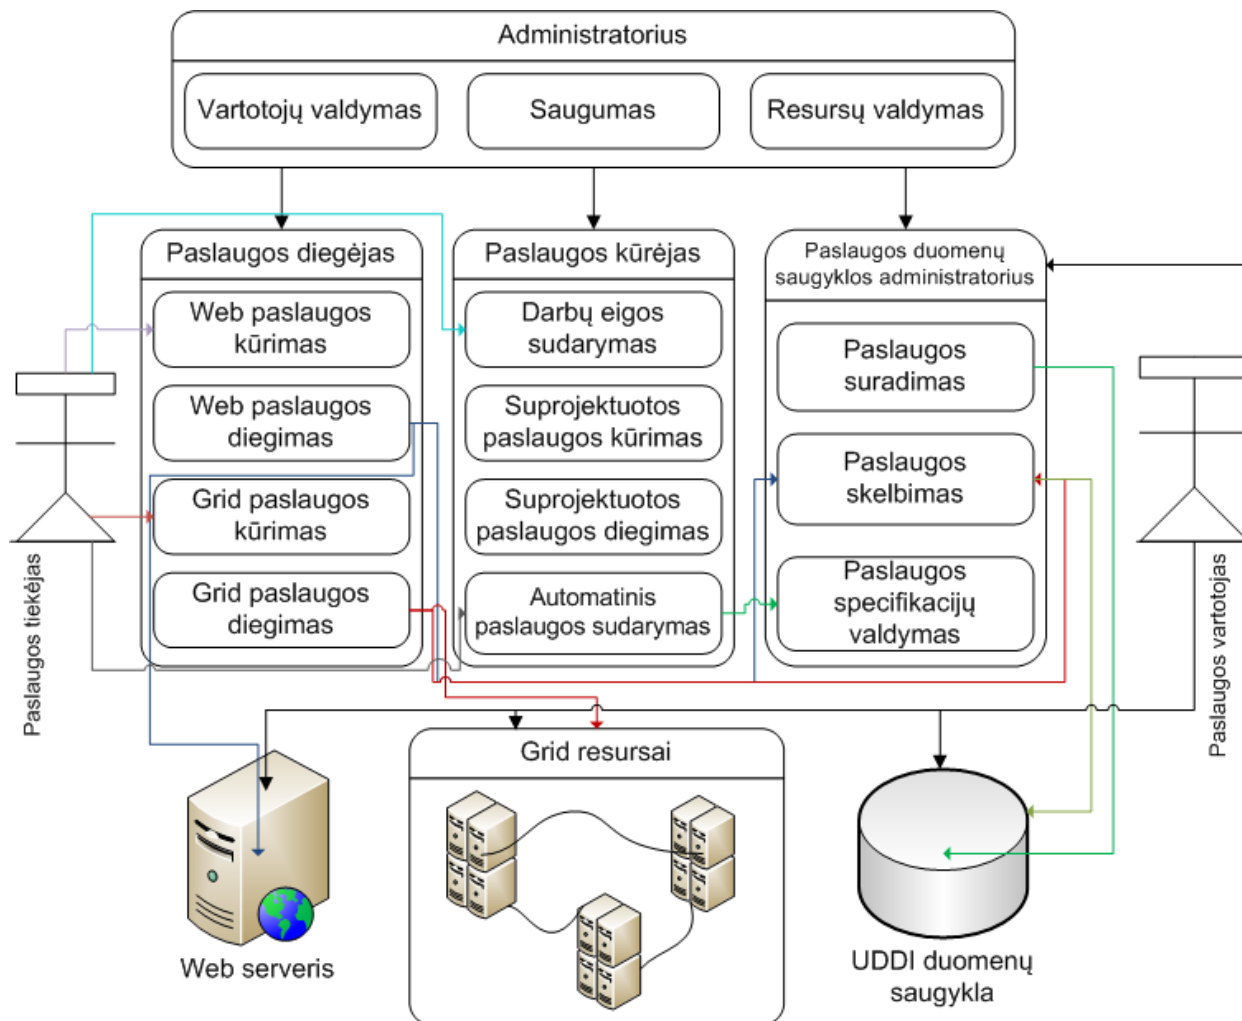 Administratorius
Vartotojų valdymas
Saugumas
Resursų valdymas
Paslaugos diegėjas
Web paslaugos
kūrimas
Web paslaugos
diegimas
Grid paslaugos
kūrimas
Grid paslaugos
diegimas
Paslaugos kūrėjas
Darbų eigos
sudarymas
Suprojektuotos
paslaugos kūrimas
Suprojektuotos
paslaugos diegimas
Automatinis
paslaugos sudarymas
Paslaugos duomenų
saugyklos administratorius
Paslaugos
suradimas
Paslaugos
skelbimas
Paslaugos
specifikacijų
valdymas
Paslaugos tiekėjas
Paslaugos vartotojas
Web serveris
Grid resursai
UDDI duomenų
saugykla